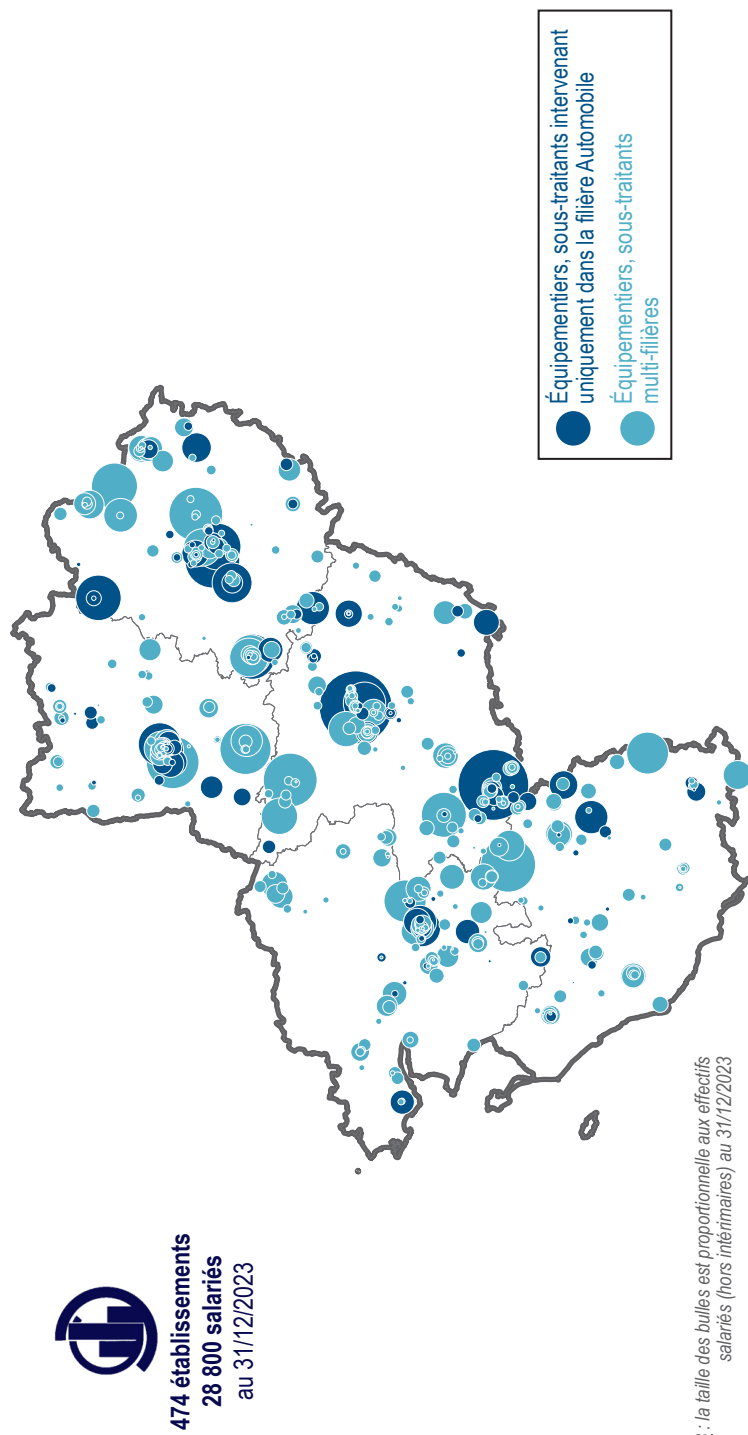 474 établissements
28 800 salariés
au 31/12/2023
Équipementiers, sous-traitants intervenant
uniquement dans la filière Automobile
Équipementiers, sous-traitants
multi-filières
: la taille des bulles est proportionnelle aux effectifs
salariés (hors intérimaires) au 31/12/2023